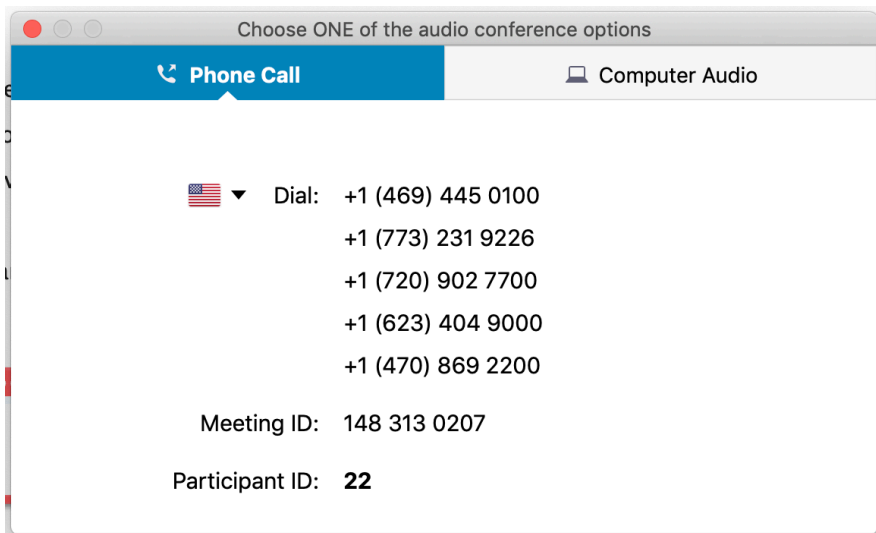 Choose ONE of the audio conference options
Phone Call Computer Audio
Dial: +1 (469) 445 0100
+1 (773) 231 9226
+1 (720) 902 7700
+1 (623) 404 9000
+1 (470) 869 2200
Meeting ID: 148 313 0207
Participant ID: 22